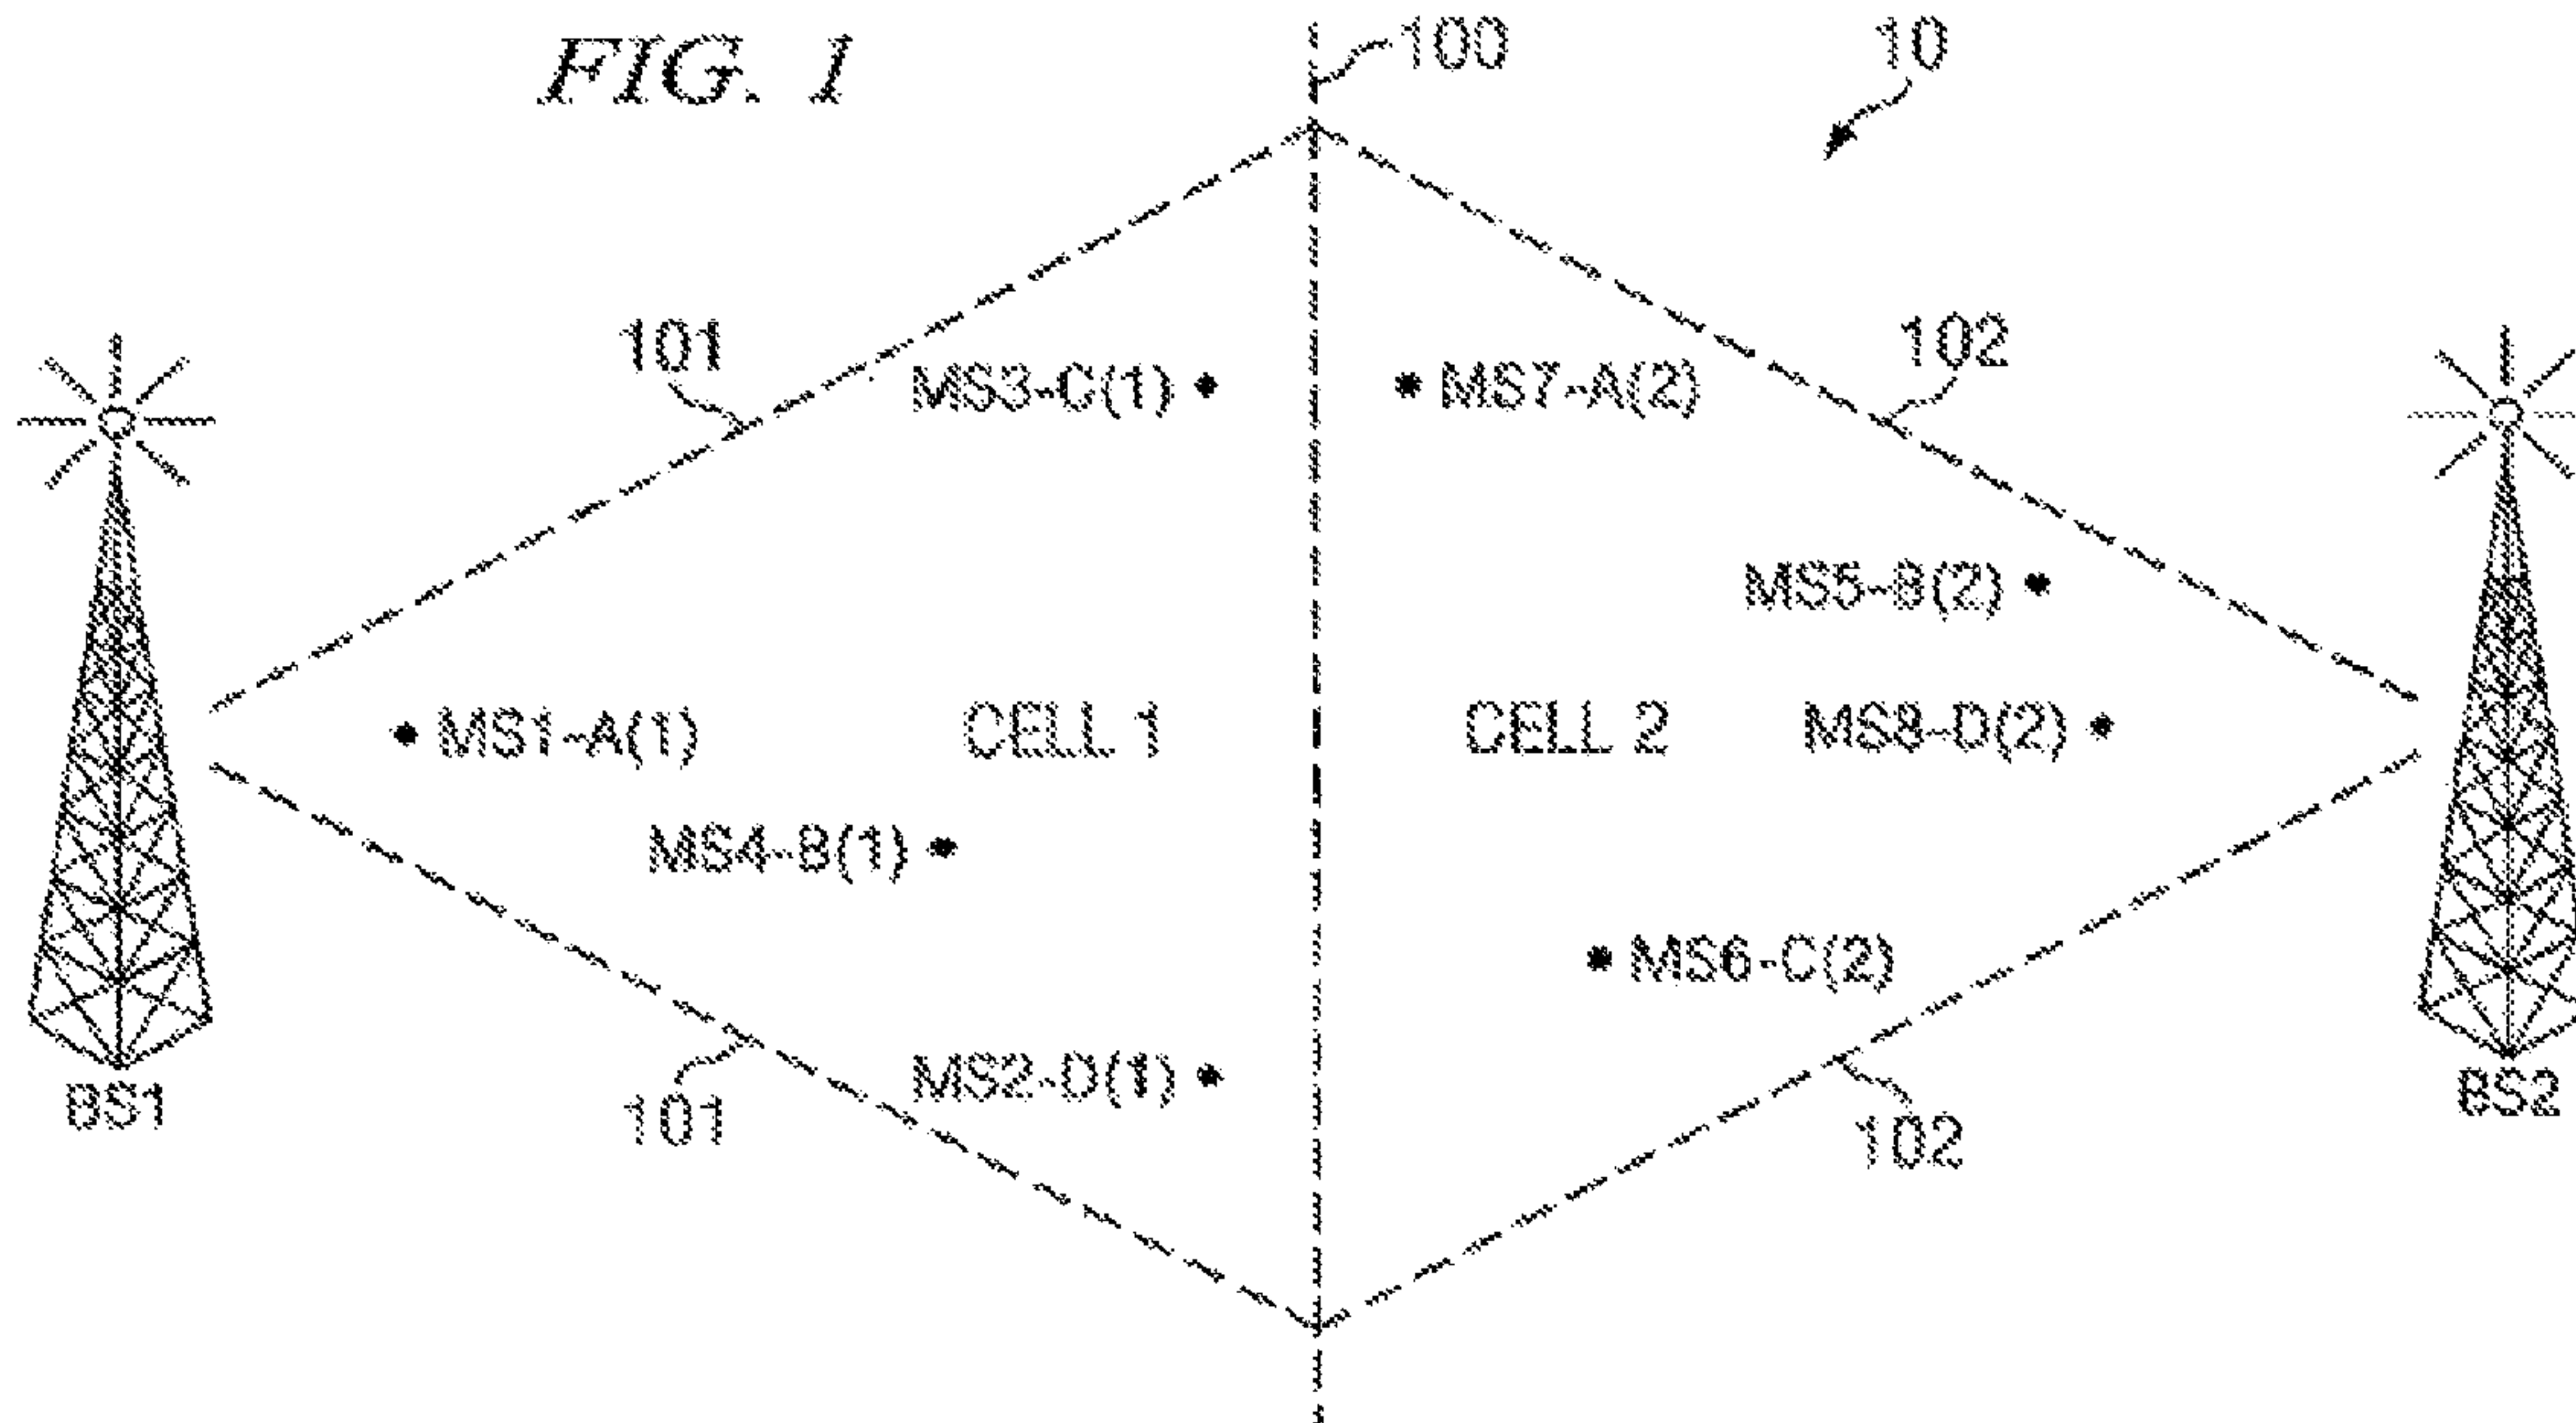 FIG. 1
100
10
101
102
MS3-C(1)
MS7-A(2)
MS5-B(2)
MS1-A(1)
CELL 1
CELL 2
MS8-D(2)
MS4-B(1)
MS6-C(2)
MS2-D(1)
BS1
101
102
BS2